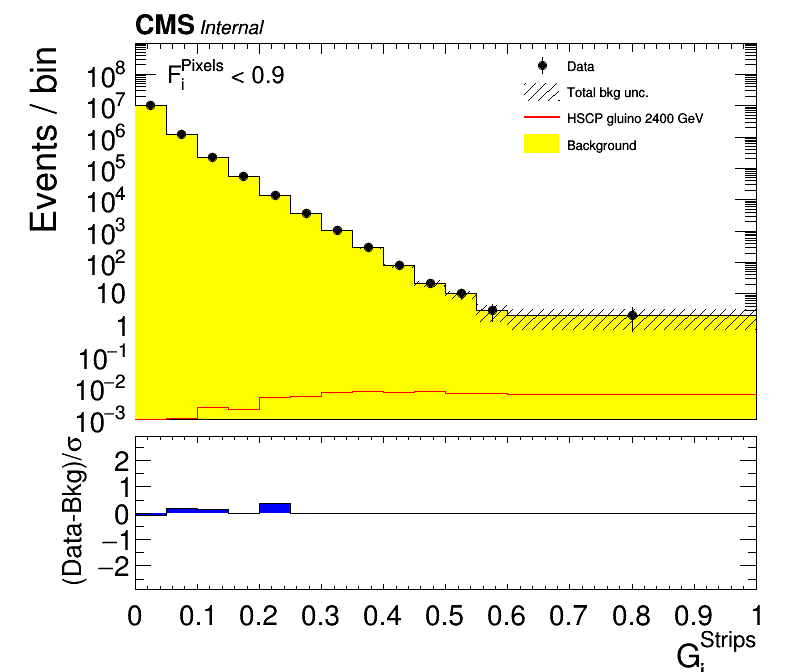 CMS Internal
F_i^Pixels < 0.9
Data
Total bkg unc.
HSCP gluino 2400 GeV
Background
Events / bin
10^8
10^7
10^6
10^5
10^4
10^3
10^2
10
1
10^−1
10^−2
10^−3
(Data-Bkg)/σ
2
1
0
−1
−2
0 0.1 0.2 0.3 0.4 0.5 0.6 0.7 0.8 0.9 1
G_i^Strips